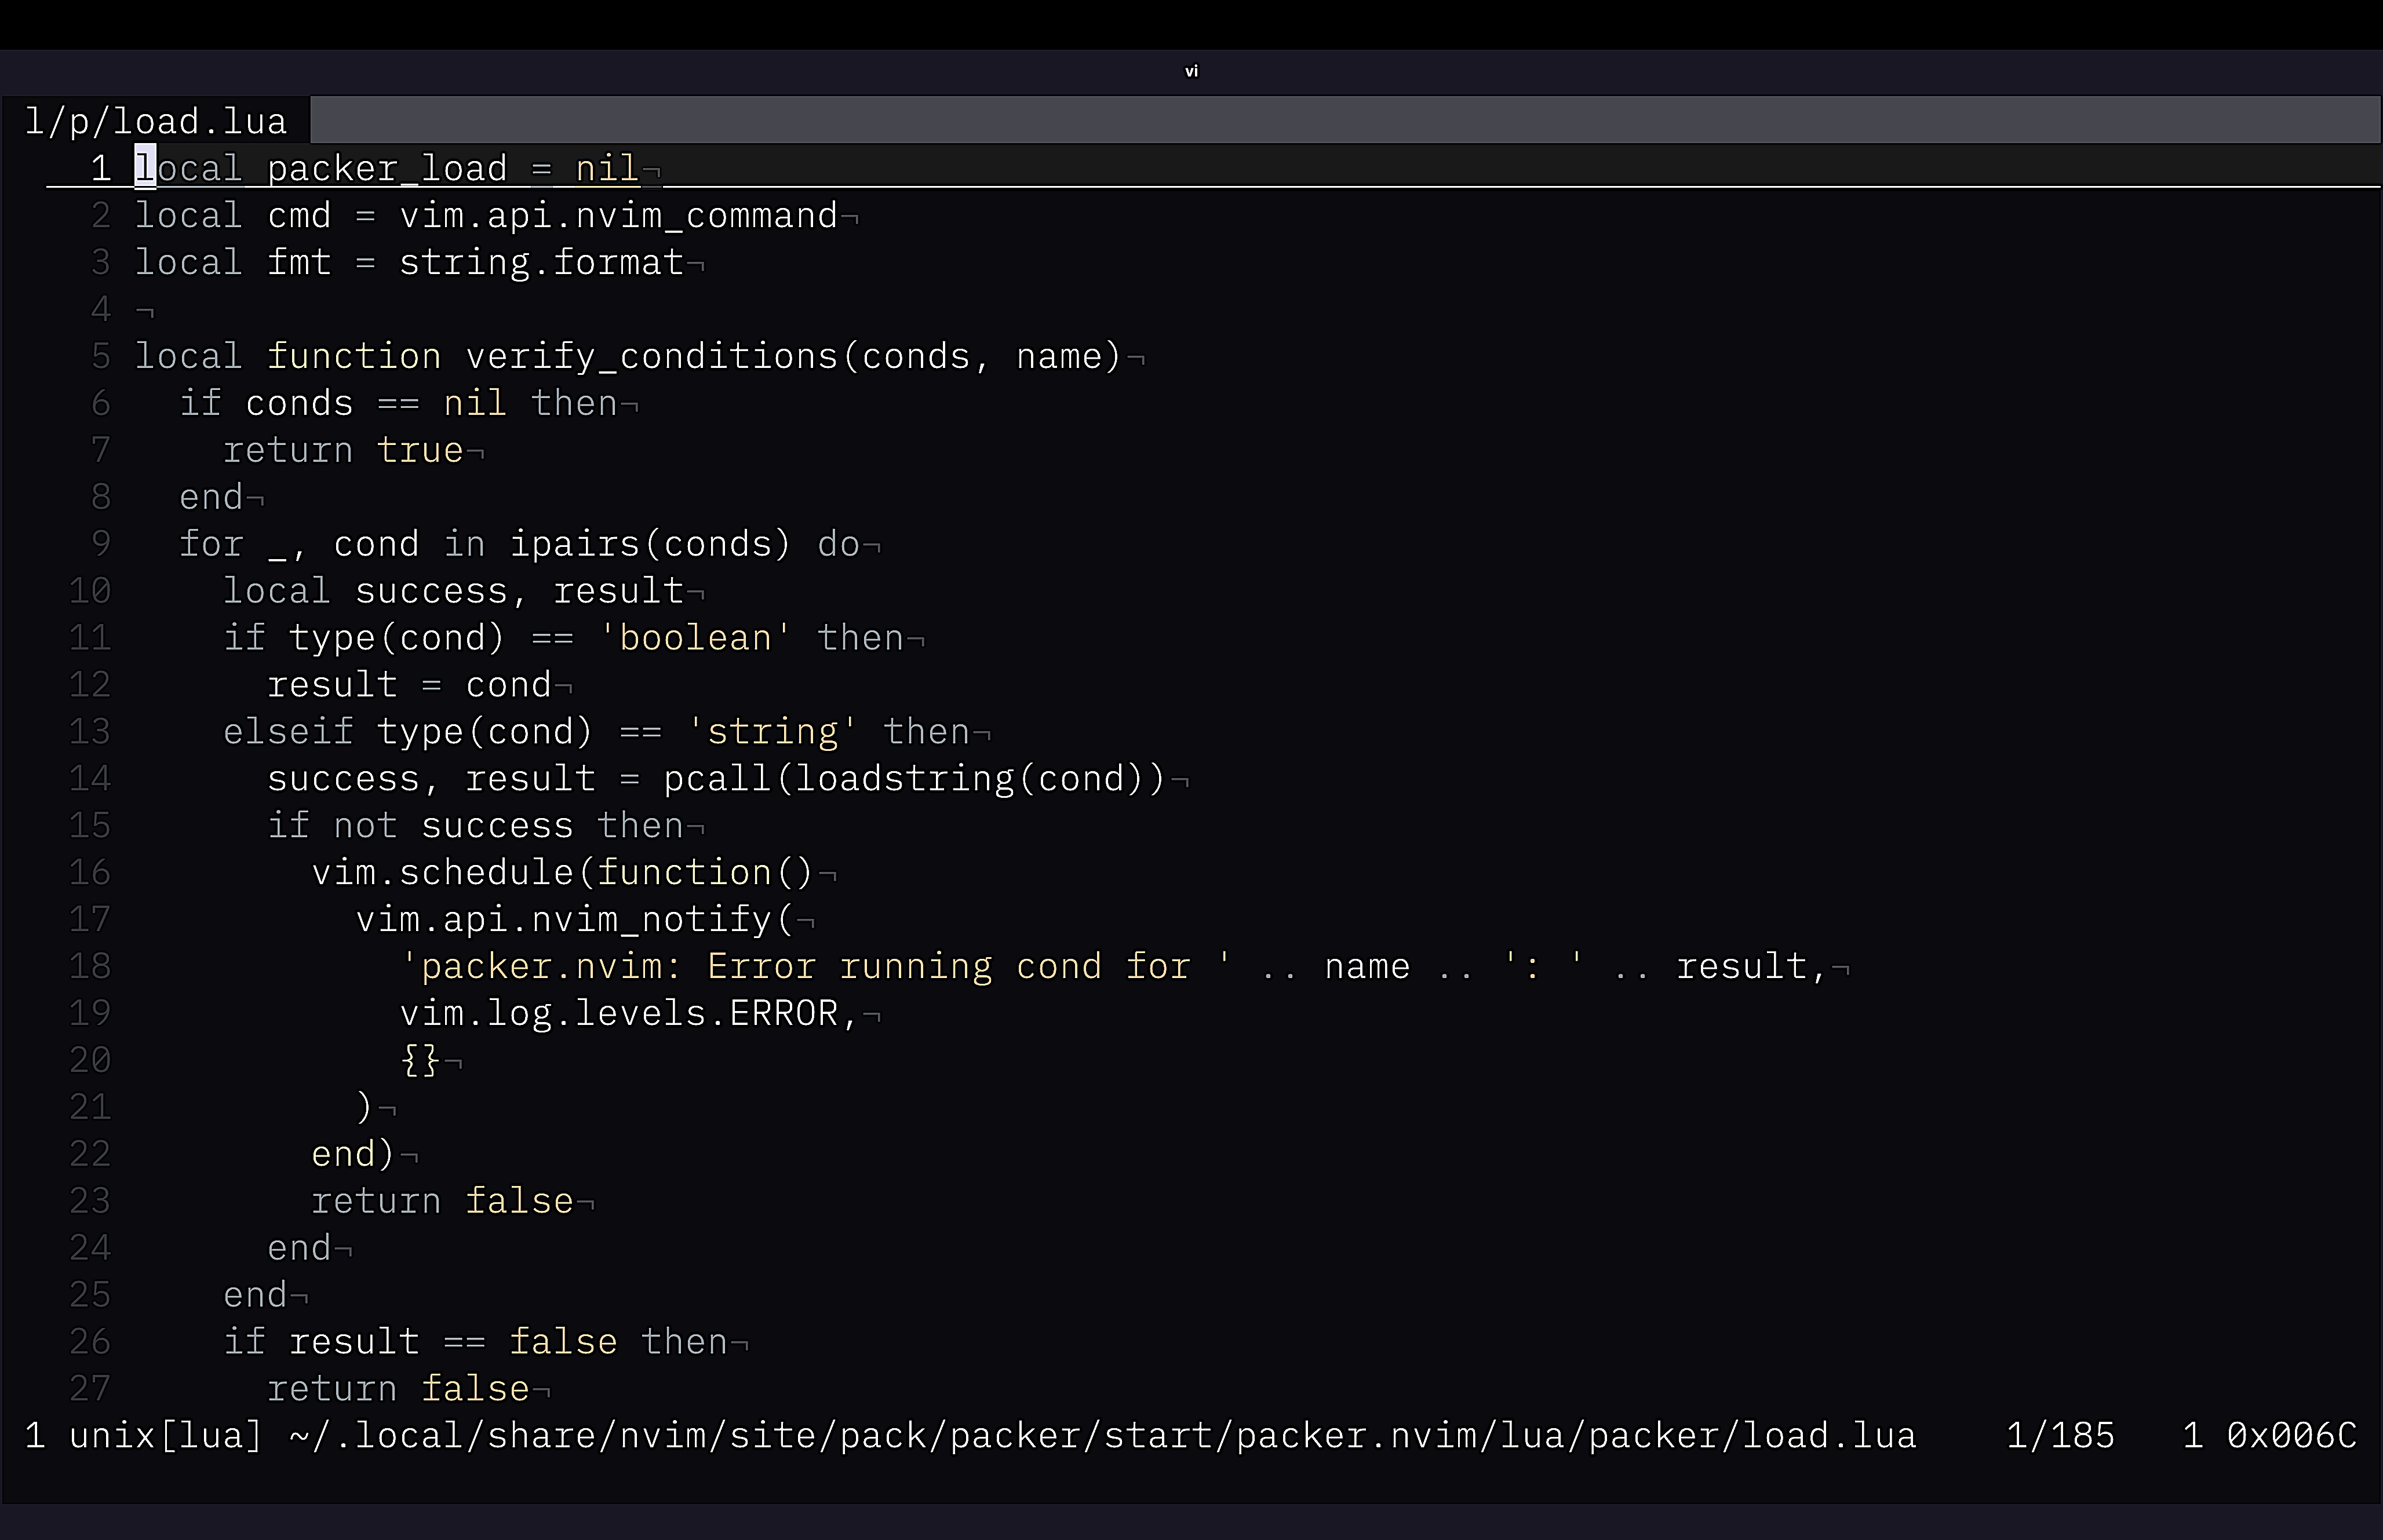 vi
l/p/load.lua
1 local packer_load = nil¬
2 local cmd = vim.api.nvim_command¬
3 local fmt = string.format¬
4 ¬
5 local function verify_conditions(conds, name)¬
6   if conds == nil then¬
7     return true¬
8   end¬
9   for _, cond in ipairs(conds) do¬
10     local success, result¬
11     if type(cond) == 'boolean' then¬
12       result = cond¬
13     elseif type(cond) == 'string' then¬
14       success, result = pcall(loadstring(cond))¬
15       if not success then¬
16         vim.schedule(function()¬
17           vim.api.nvim_notify(¬
18             'packer.nvim: Error running cond for ' .. name .. ': ' .. result,¬
19             vim.log.levels.ERROR,¬
20             {}¬
21           )¬
22         end)¬
23         return false¬
24       end¬
25     end¬
26     if result == false then¬
27       return false¬
1 unix[lua] ~/.local/share/nvim/site/pack/packer/start/packer.nvim/lua/packer/load.lua    1/185   1 0x006C